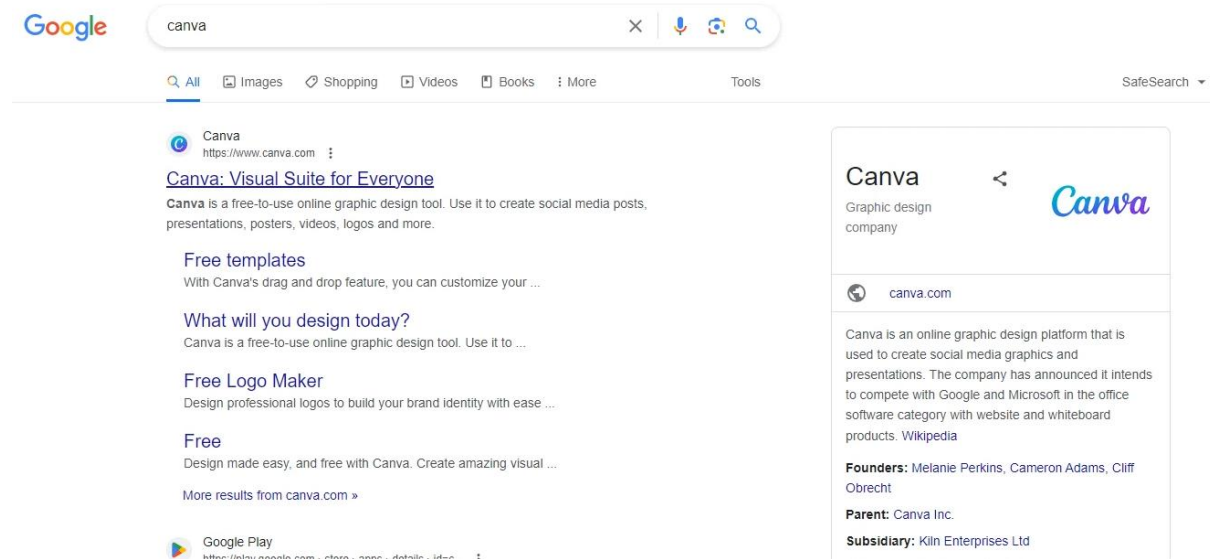 Google
canva
All Images Shopping Videos Books More Tools SafeSearch
Canva
https://www.canva.com
Canva: Visual Suite for Everyone
Canva is a free-to-use online graphic design tool. Use it to create social media posts,
presentations, posters, videos, logos and more.
Free templates
With Canva's drag and drop feature, you can customize your ...
What will you design today?
Canva is a free-to-use online graphic design tool. Use it to ...
Free Logo Maker
Design professional logos to build your brand identity with ease ...
Free
Design made easy, and free with Canva. Create amazing visual ...
More results from canva.com »
Google Play
https://play.google.com › store › apps › details › id=c...
Canva
Graphic design
company
Canva
canva.com
Canva is an online graphic design platform that is
used to create social media graphics and
presentations. The company has announced it intends
to compete with Google and Microsoft in the office
software category with website and whiteboard
products. Wikipedia
Founders: Melanie Perkins, Cameron Adams, Cliff
Obrecht
Parent: Canva Inc.
Subsidiary: Kiln Enterprises Ltd